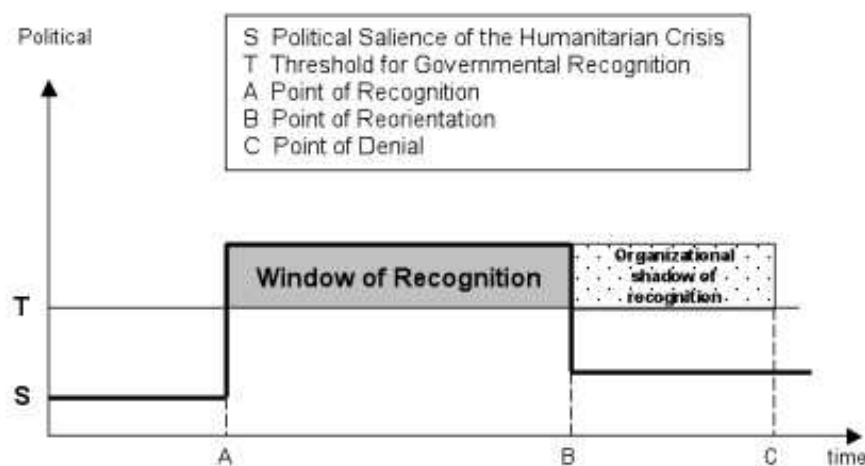 Political
S Political Salience of the Humanitarian Crisis
T Threshold for Governmental Recognition
A Point of Recognition
B Point of Reorientation
C Point of Denial
Window of Recognition
Organizational
shadow of
recognition
T
S
A
B
C
time